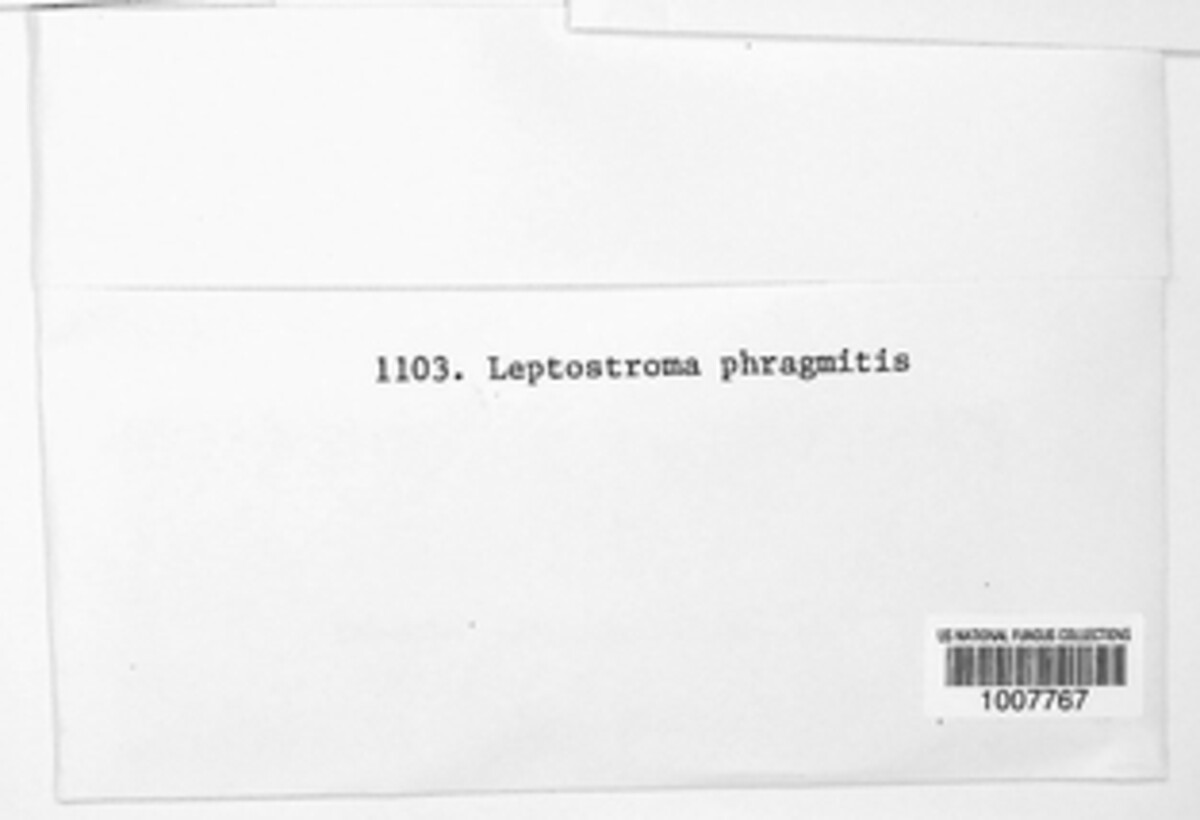 1103. Leptostroma phragmitis
US NATIONAL FUNGUS COLLECTIONS
1007767